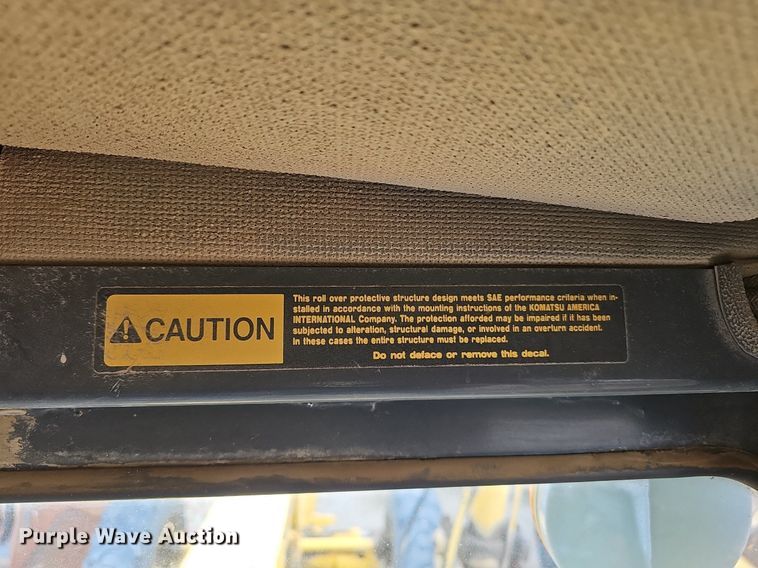 CAUTION
This roll over protective structure design meets SAE performance criteria when in-
stalled in accordance with the mounting instructions of the KOMATSU AMERICA
INTERNATIONAL Company. The protection afforded may be impaired if it has been
subjected to alteration, structural damage, or involved in an overturn accident.
In these cases the entire structure must be replaced.
Do not deface or remove this decal.
Purple Wave Auction